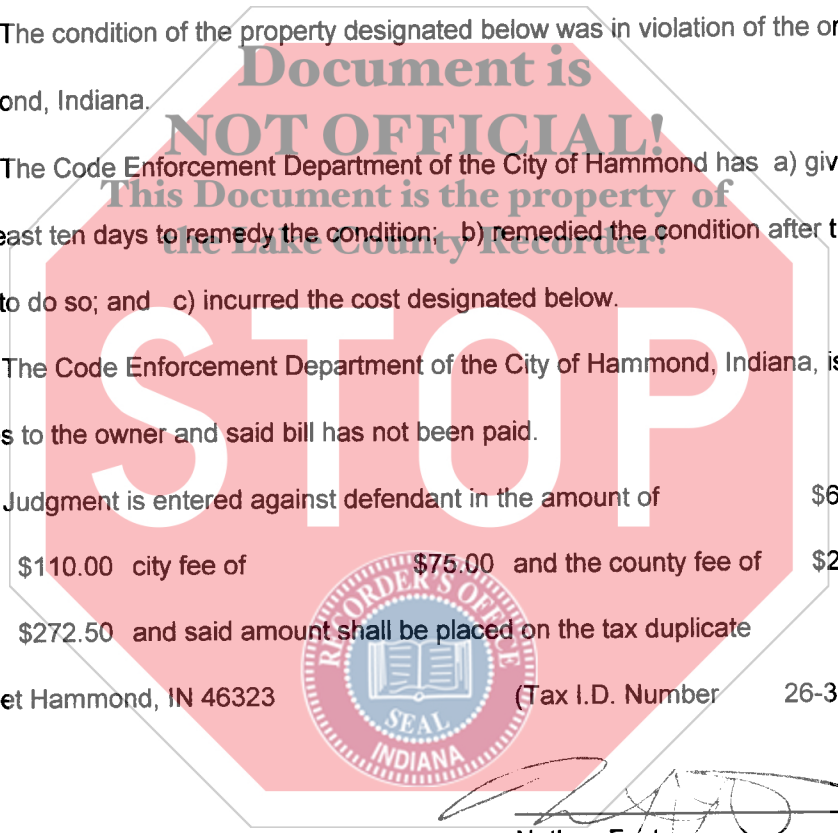 The condition of the property designated below was in violation of the or
Document is
ond, Indiana.
NOT OFFICIAL!
The Code Enforcement Department of the City of Hammond has a) giv
This Document is the property of
east ten days to remedy the condition; b) remedied the condition after t
the Lake County Recorder!
to do so; and c) incurred the cost designated below.
STOP
The Code Enforcement Department of the City of Hammond, Indiana, is
s to the owner and said bill has not been paid.
Judgment is entered against defendant in the amount of $6
$110.00 city fee of $75.00 and the county fee of $2
RECORDER'S OFFICE
$272.50 and said amount shall be placed on the tax duplicate
et Hammond, IN 46323 (Tax I.D. Number 26-3
SEAL
INDIANA